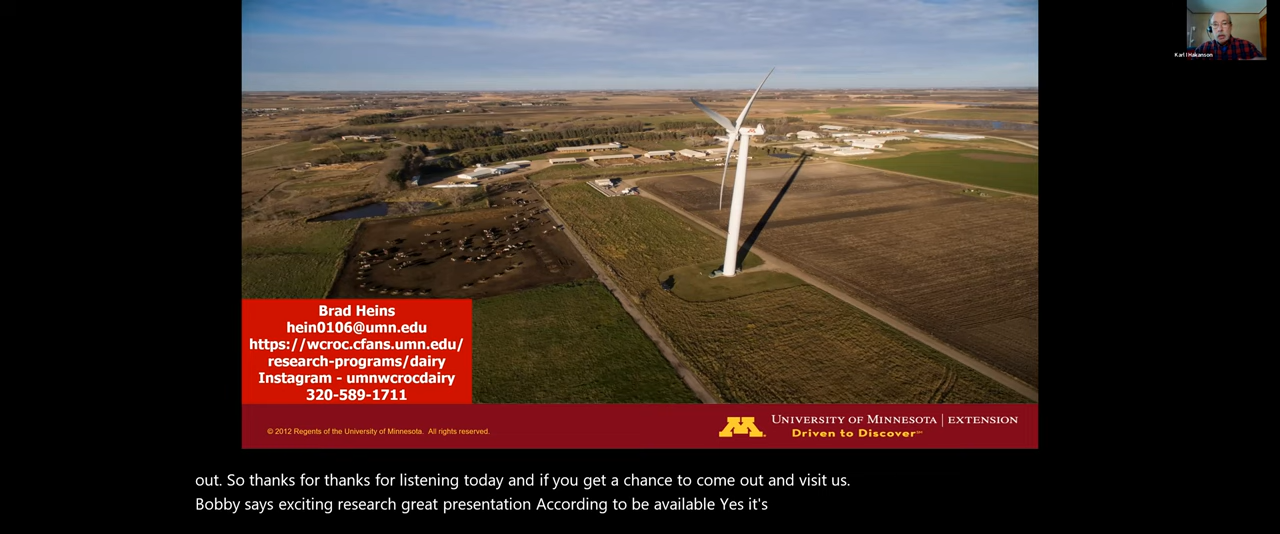 Karl I Hakanson
Brad Heins
hein0106@umn.edu
https://wcroc.cfans.umn.edu/
research-programs/dairy
Instagram - umnwcrocdairy
320-589-1711
© 2012 Regents of the University of Minnesota. All rights reserved.
UNIVERSITY OF MINNESOTA | EXTENSION
Driven to Discover℠
out. So thanks for thanks for listening today and if you get a chance to come out and visit us.
Bobby says exciting research great presentation According to be available Yes it's